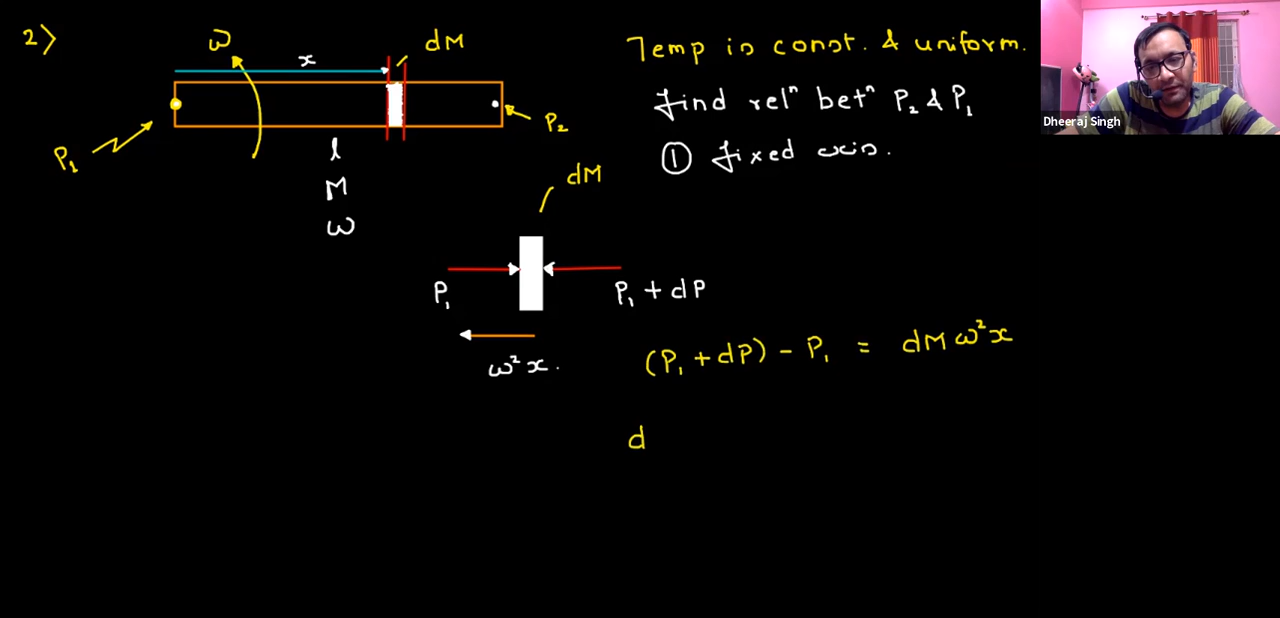 2)
ω
x
dM
P₁
P₂
l
M
ω
Temp is const. & uniform.
find relⁿ betⁿ P₂ & P₁
① fixed axis.
dM
P₁
P₁ + dP
ω²x.
(P₁ + dP) - P₁ = dM ω²x
d
Dheeraj Singh